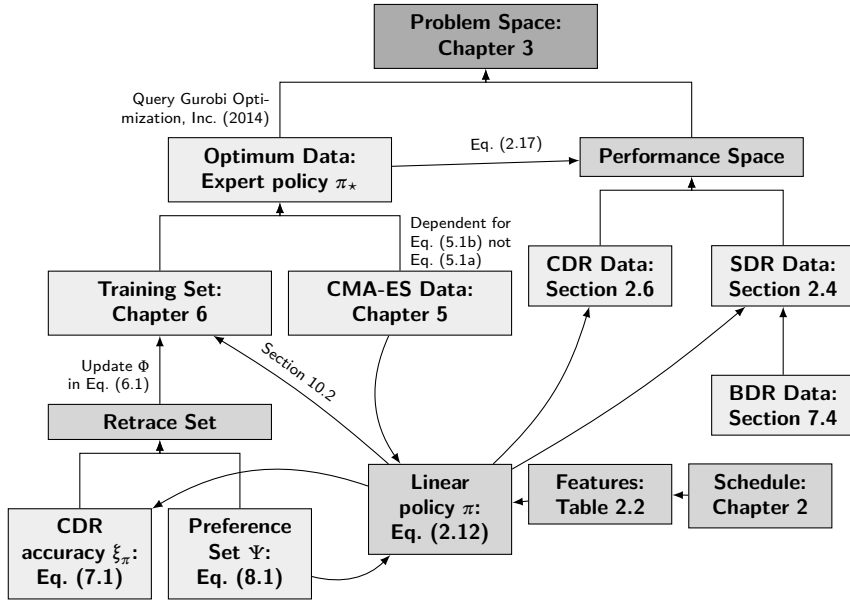 Problem Space:
Chapter 3
Query Gurobi Opti-
mization, Inc. (2014)
Optimum Data:
Expert policy π⋆
Eq. (2.17)
Performance Space
Dependent for
Eq. (5.1b) not
Eq. (5.1a)
Training Set:
Chapter 6
CMA-ES Data:
Chapter 5
CDR Data:
Section 2.6
SDR Data:
Section 2.4
Update Φ
in Eq. (6.1)
Section 10.2
BDR Data:
Section 7.4
Retrace Set
Linear
policy π:
Eq. (2.12)
Features:
Table 2.2
Schedule:
Chapter 2
CDR
accuracy ξπ:
Eq. (7.1)
Preference
Set Ψ:
Eq. (8.1)